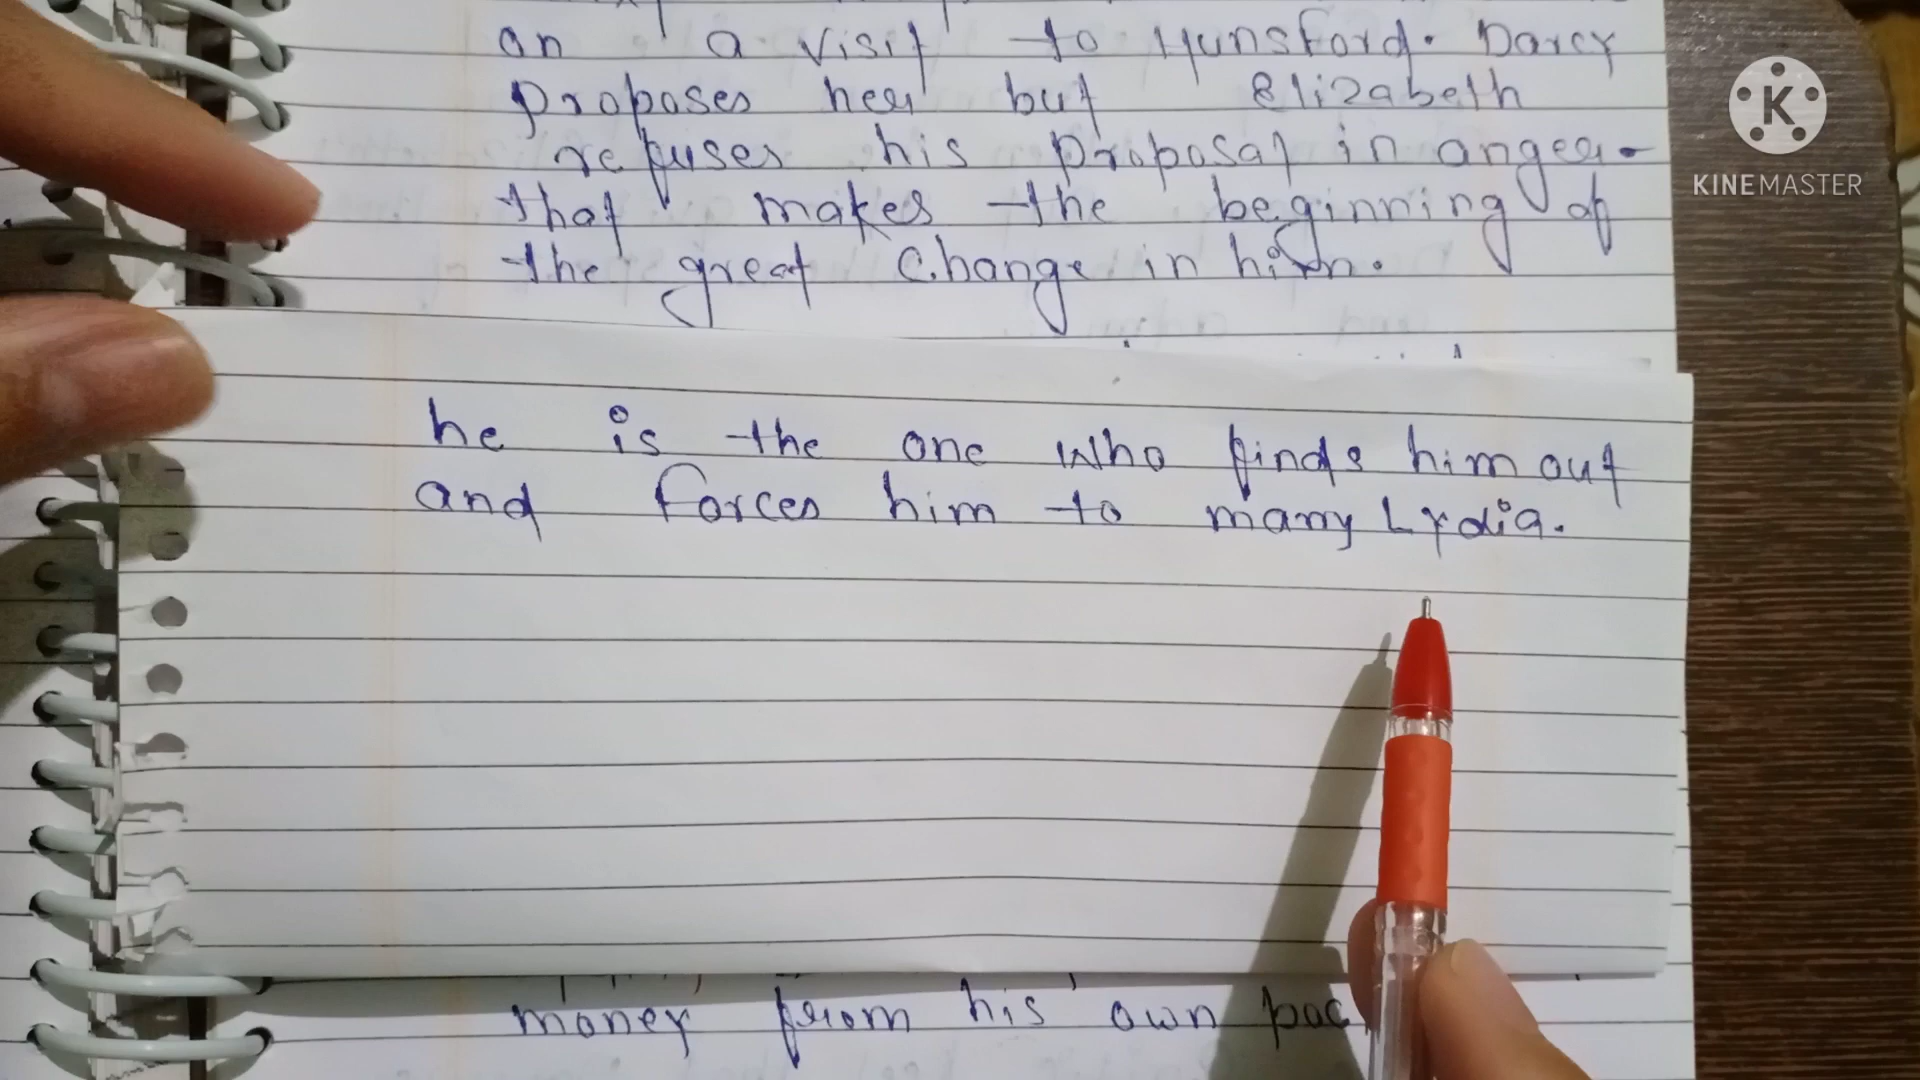 on a visit to Hunsford. Darcy
proposes her but Elizabeth
refuses his proposal in anger.
that makes the beginning of
the great change in him.
he is the one who finds him out
and forces him to marry Lydia.
money from his own poc
K
KINEMASTER